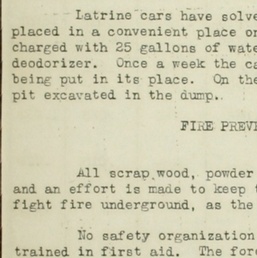 Latrine cars have solve
placed in a convenient place or
charged with 25 gallons of wate
deodorizer. Once a week the ca
being put in its place. On the
pit excavated in the dump.
FIRE PREVE
All scrap wood, powder
and an effort is made to keep t
fight fire underground, as the
No safety organization
trained in first aid. The fore